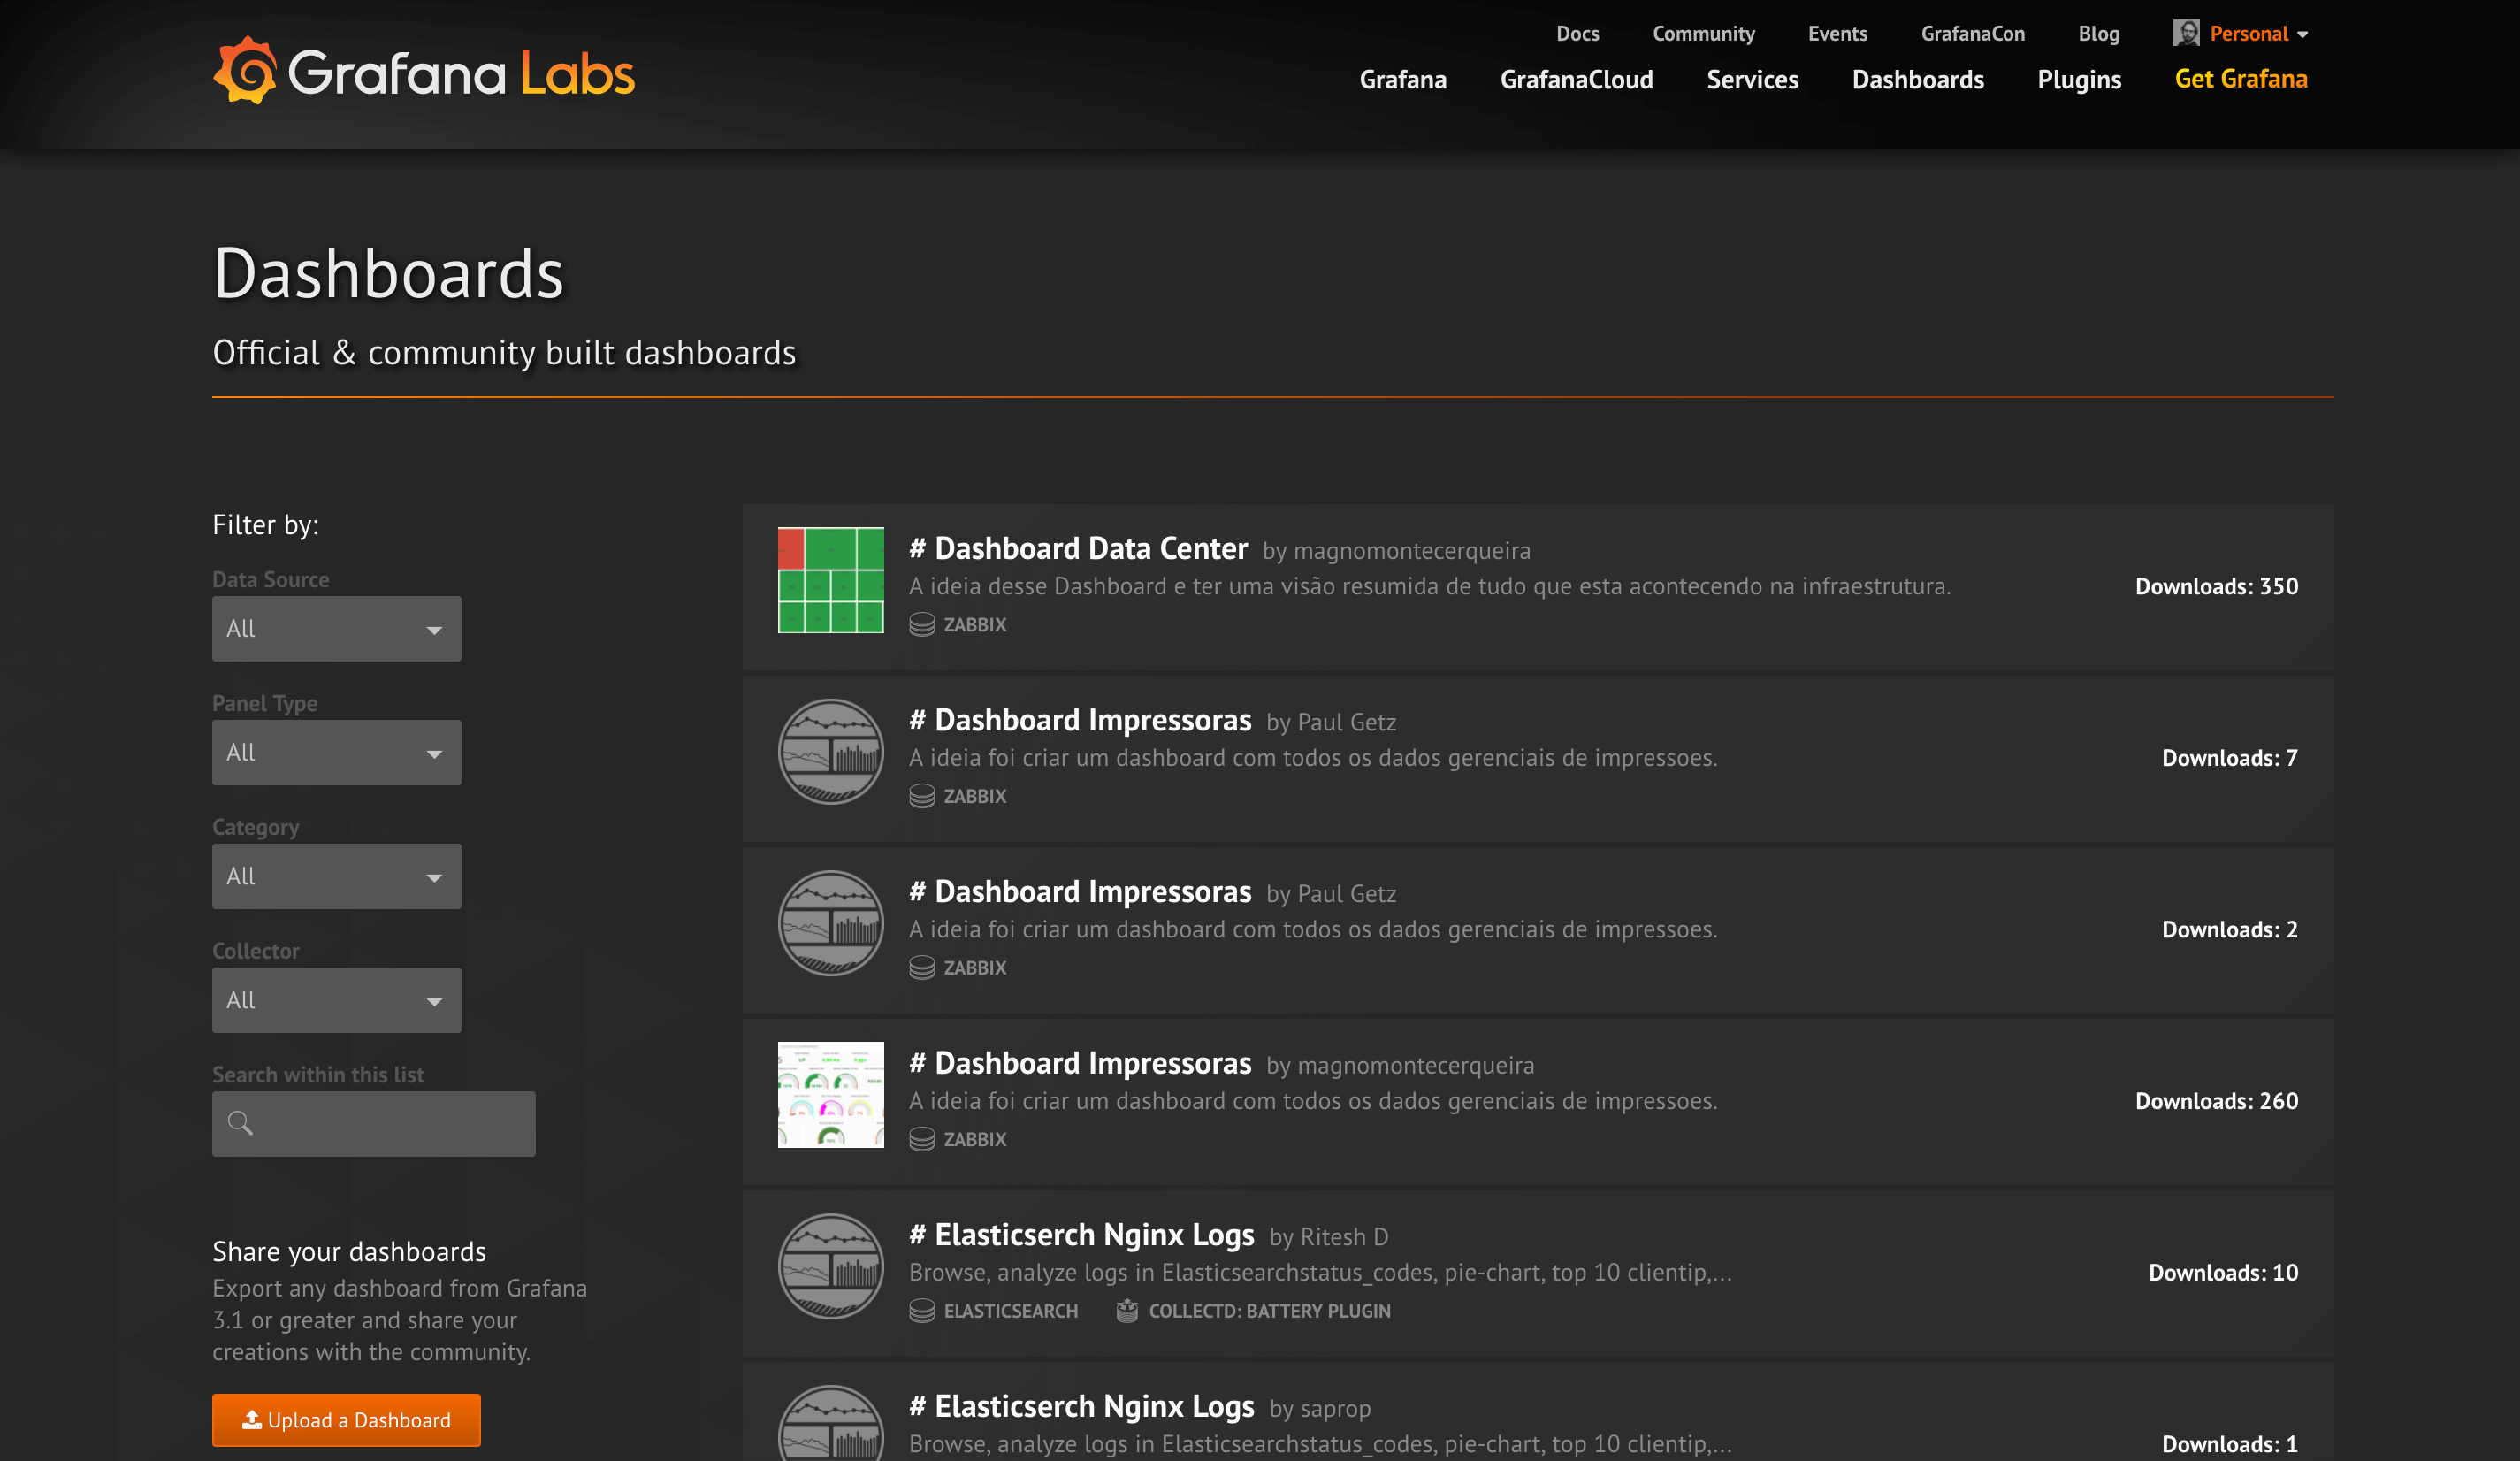 Docs Community Events GrafanaCon Blog Personal
Grafana Labs
Grafana GrafanaCloud Services Dashboards Plugins Get Grafana
Dashboards
Official & community built dashboards
Filter by:
Data Source
All
Panel Type
All
Category
All
Collector
All
Search within this list
Share your dashboards
Export any dashboard from Grafana
3.1 or greater and share your
creations with the community.
Upload a Dashboard
# Dashboard Data Center by magnomontecerqueira
A ideia desse Dashboard e ter uma visão resumida de tudo que esta acontecendo na infraestrutura.
ZABBIX
Downloads: 350
# Dashboard Impressoras by Paul Getz
A ideia foi criar um dashboard com todos os dados gerenciais de impressoes.
ZABBIX
Downloads: 7
# Dashboard Impressoras by Paul Getz
A ideia foi criar um dashboard com todos os dados gerenciais de impressoes.
ZABBIX
Downloads: 2
# Dashboard Impressoras by magnomontecerqueira
A ideia foi criar um dashboard com todos os dados gerenciais de impressoes.
ZABBIX
Downloads: 260
# Elasticserch Nginx Logs by Ritesh D
Browse, analyze logs in Elasticsearchstatus_codes, pie-chart, top 10 clientip,...
ELASTICSEARCH COLLECTD: BATTERY PLUGIN
Downloads: 10
# Elasticserch Nginx Logs by saprop
Browse, analyze logs in Elasticsearchstatus_codes, pie-chart, top 10 clientip,...
Downloads: 1